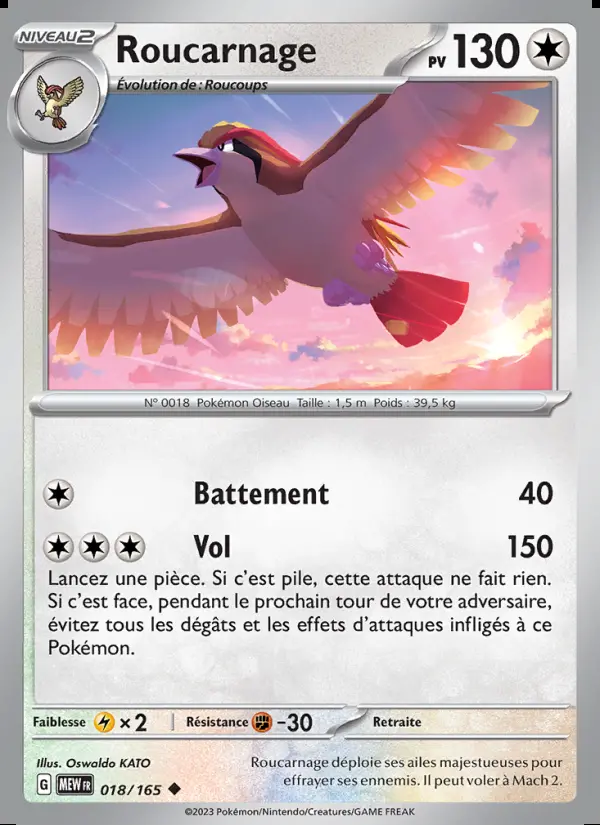 NIVEAU 2
Roucarnage
PV 130
Évolution de : Roucoups
N° 0018 Pokémon Oiseau Taille : 1,5 m Poids : 39,5 kg
Battement 40
Vol 150
Lancez une pièce. Si c'est pile, cette attaque ne fait rien.
Si c'est face, pendant le prochain tour de votre adversaire,
évitez tous les dégâts et les effets d'attaques infligés à ce
Pokémon.
Faiblesse ×2 Résistance -30 Retraite
Illus. Oswaldo KATO
Roucarnage déploie ses ailes majestueuses pour
effrayer ses ennemis. Il peut voler à Mach 2.
G MEW FR 018/165
©2023 Pokémon/Nintendo/Creatures/GAME FREAK